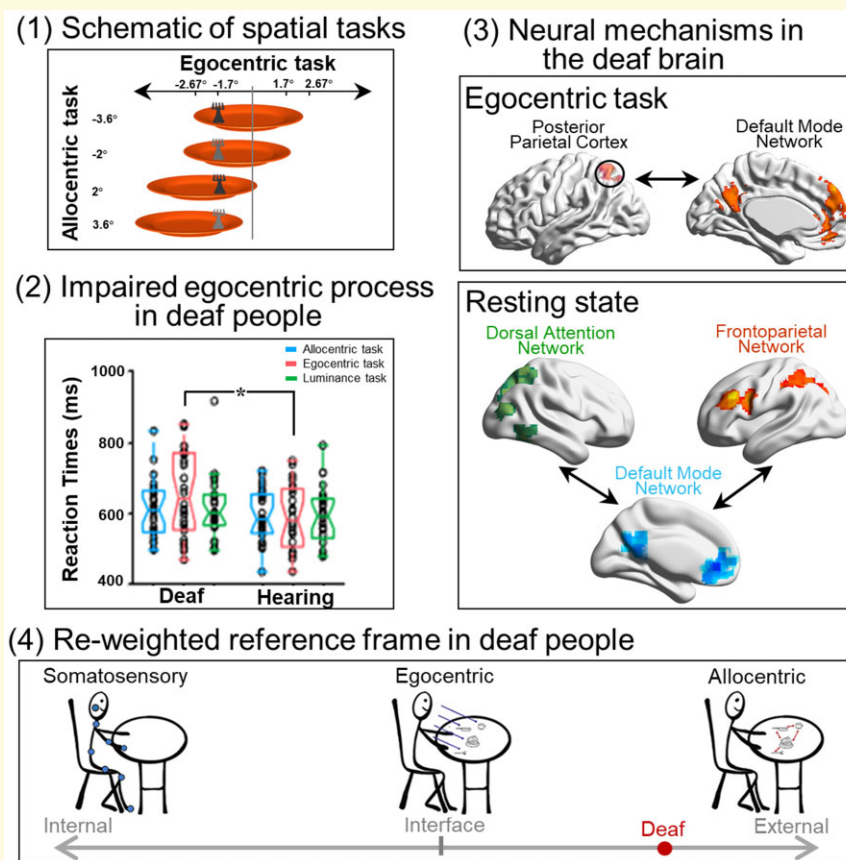 (1) Schematic of spatial tasks
Egocentric task
-2.67° -1.7° 1.7° 2.67°
Allocentric task
-3.6°
-2°
2°
3.6°
(2) Impaired egocentric process
in deaf people
Allocentric task
Egocentric task
Luminance task
*
Reaction Times (ms)
1000
800
600
400
Deaf Hearing
(3) Neural mechanisms in
the deaf brain
Egocentric task
Posterior
Parietal Cortex
Default Mode
Network
Resting state
Dorsal Attention
Network
Frontoparietal
Network
Default Mode
Network
(4) Re-weighted reference frame in deaf people
Somatosensory Egocentric Allocentric
Internal Interface Deaf External